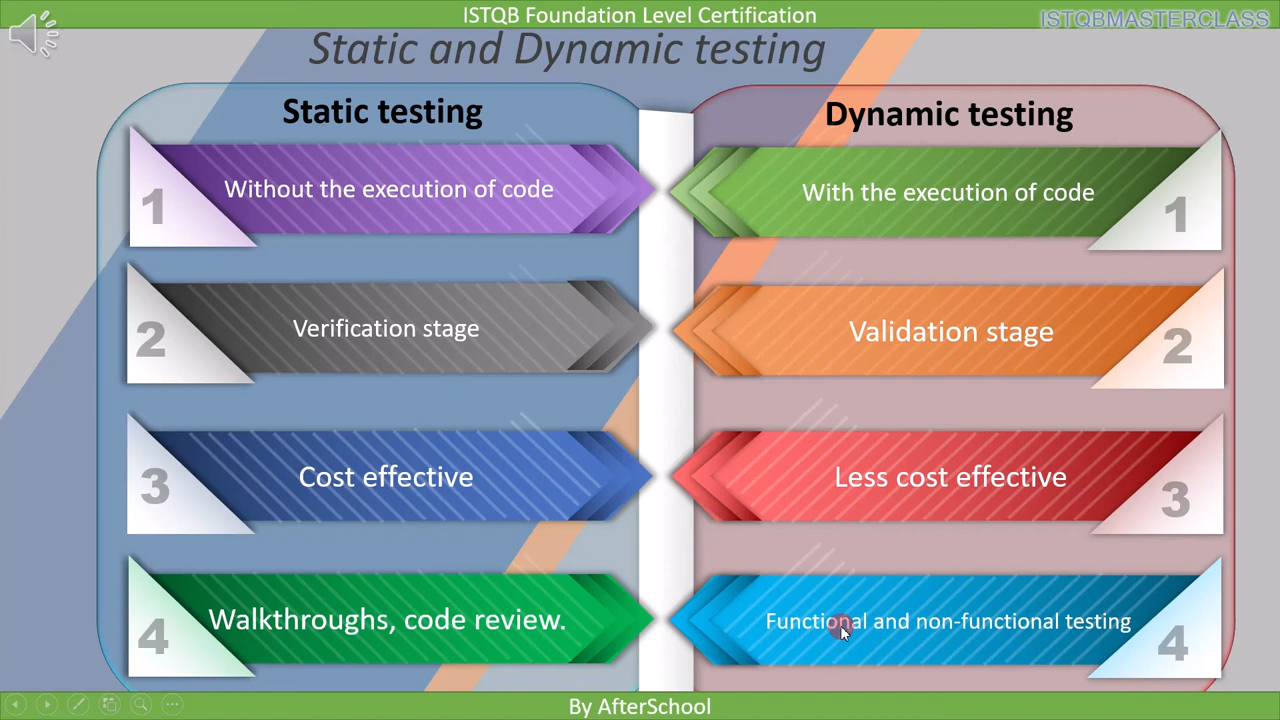 ISTQB Foundation Level Certification
ISTQBMASTERCLASS
Static and Dynamic testing
Static testing
1
Without the execution of code
2
Verification stage
3
Cost effective
4
Walkthroughs, code review.
Dynamic testing
With the execution of code
1
Validation stage
2
Less cost effective
3
Functional and non-functional testing
4
By AfterSchool